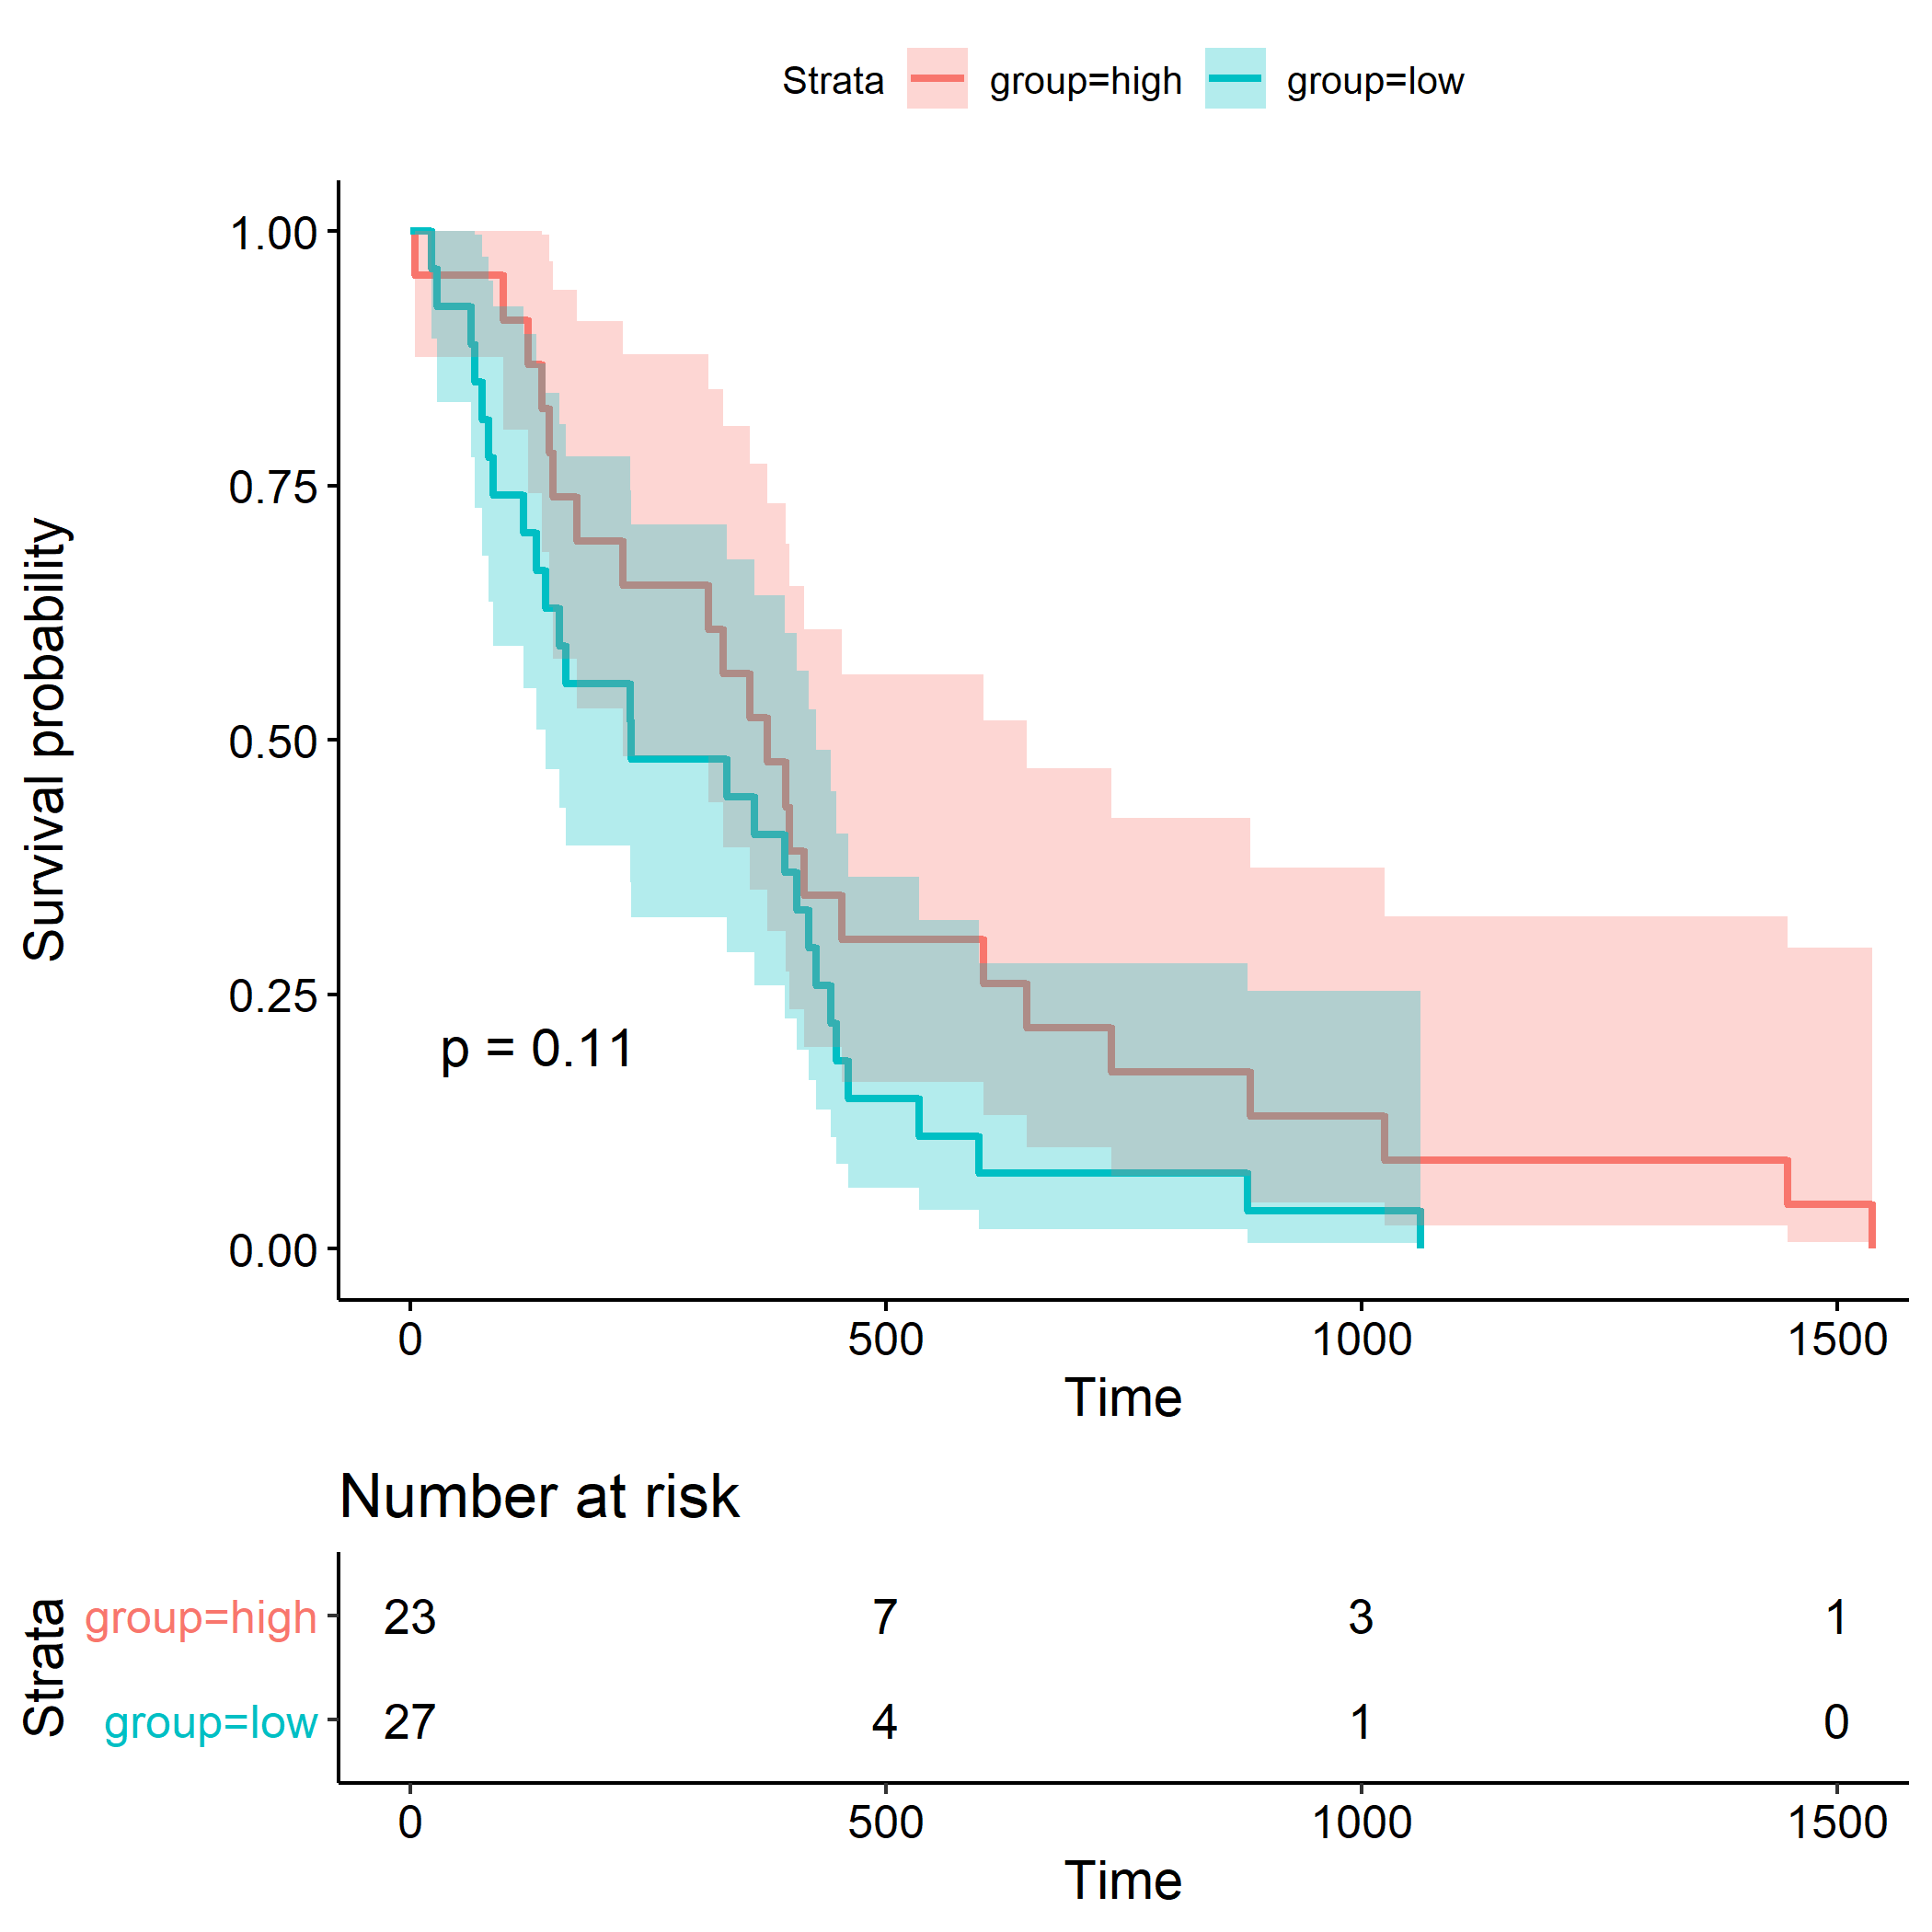 Strata group=high group=low
1.00
0.75
0.50
0.25
0.00
Survival probability
p = 0.11
0 500 1000 1500
Time
Number at risk
Strata
group=high 23 7 3 1
group=low 27 4 1 0
0 500 1000 1500
Time